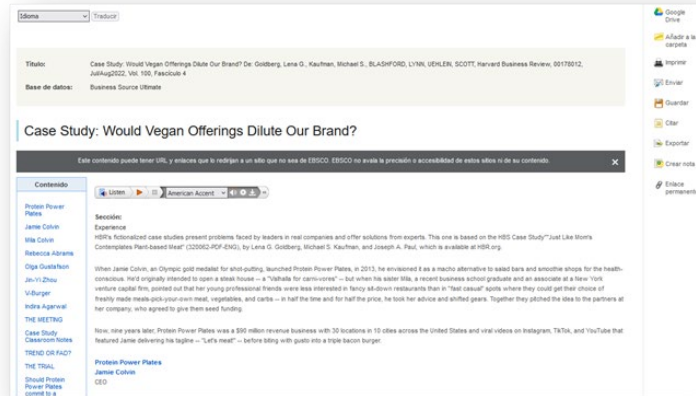 Idioma
Traducir
Título:
Case Study: Would Vegan Offerings Dilute Our Brand? De: Goldberg, Lena G., Kaufman, Michael S., BLASHFORD, LYNN, UEHLEIN, SCOTT, Harvard Business Review, 00178012,
Jul/Aug2022, Vol. 100, Fascículo 4
Base de datos:
Business Source Ultimate
Case Study: Would Vegan Offerings Dilute Our Brand?
Este contenido puede tener URL y enlaces que lo redirijan a un sitio que no sea de EBSCO. EBSCO no avala la precisión o accesibilidad de estos sitios ni de su contenido.
Contenido
Protein Power
Plates
Jamie Colvin
Mila Colvin
Rebecca Abrams
Olga Gustafson
Jin-Yi Zhou
V-Burger
Indira Agarwal
THE MEETING
Case Study
Classroom Notes
TREND OR FAD?
THE TRIAL
Should Protein
Power Plates
commit to a
Listen
American Accent
Sección:
Experience
HBR's fictionalized case studies present problems faced by leaders in real companies and offer solutions from experts. This one is based on the HBS Case Study""Just Like Mom's
Contemplates Plant-based Meat" (320062-PDF-ENG), by Lena G. Goldberg, Michael S. Kaufman, and Joseph A. Paul, which is available at HBR.org.
When Jamie Colvin, an Olympic gold medalist for shot-putting, launched Protein Power Plates, in 2013, he envisioned it as a macho alternative to salad bars and smoothie shops for the health-
conscious. He'd originally intended to open a steak house -- a "Valhalla for carni-vores" -- but when his sister Mila, a recent business school graduate and an associate at a New York
venture capital firm, pointed out that her young professional friends were less interested in fancy sit-down restaurants than in "fast casual" spots where they could get their choice of
freshly made meals-pick-your-own meat, vegetables, and carbs -- in half the time and for half the price, he took her advice and shifted gears. Together they pitched the idea to the partners at
her company, who agreed to give them seed funding.
Now, nine years later, Protein Power Plates was a $90 million revenue business with 30 locations in 10 cities across the United States and viral videos on Instagram, TikTok, and YouTube that
featured Jamie delivering his tagline -- "Let's meat!" -- before biting with gusto into a triple bacon burger.
Protein Power Plates
Jamie Colvin
CEO
Google
Drive
Añadir a la
carpeta
Imprimir
Enviar
Guardar
Citar
Exportar
Crear nota
Enlace
permanente